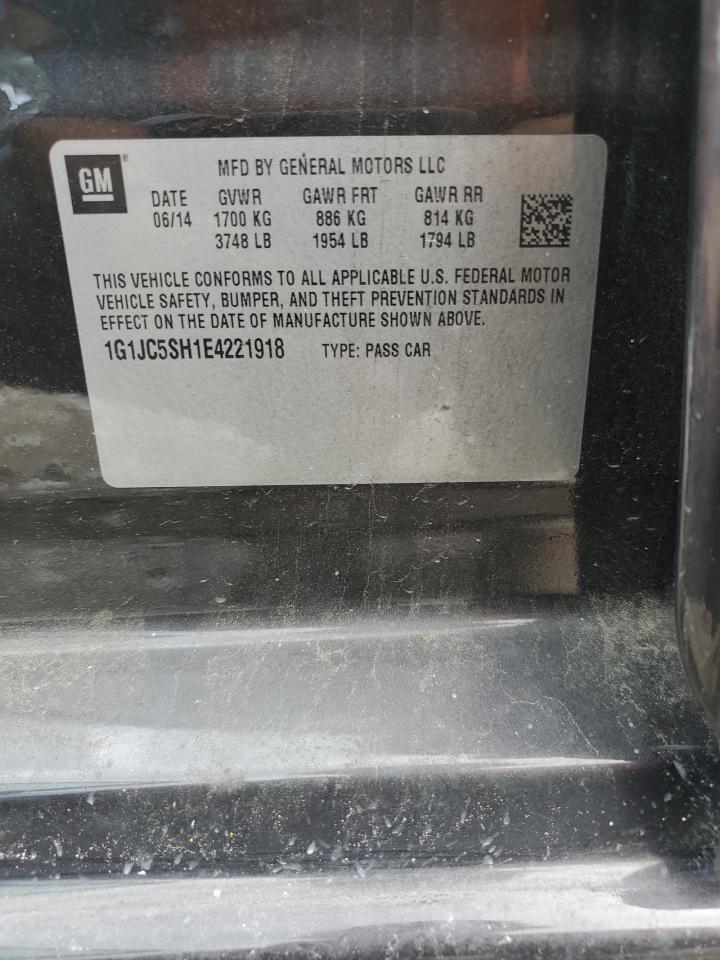 GM ®
MFD BY GENERAL MOTORS LLC
DATE GVWR GAWR FRT GAWR RR
06/14 1700 KG 886 KG 814 KG
3748 LB 1954 LB 1794 LB
THIS VEHICLE CONFORMS TO ALL APPLICABLE U.S. FEDERAL MOTOR
VEHICLE SAFETY, BUMPER, AND THEFT PREVENTION STANDARDS IN
EFFECT ON THE DATE OF MANUFACTURE SHOWN ABOVE.
1G1JC5SH1E4221918 TYPE: PASS CAR